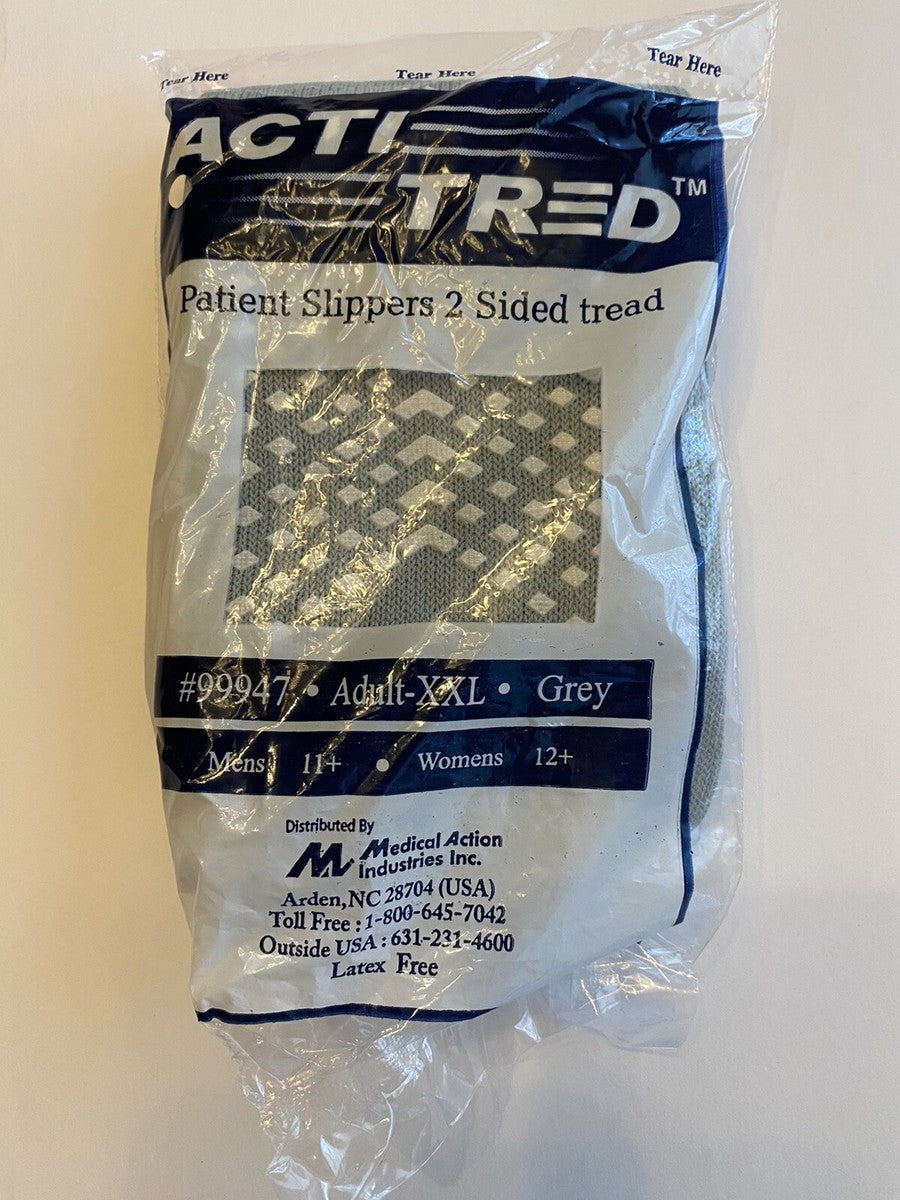 Tear Here Tear Here Tear Here
ACTI
TRED™
Patient Slippers 2 Sided tread
#99947 • Adult-XXL • Grey
Mens 11+ • Womens 12+
Distributed By
M. Medical Action
Industries Inc.
Arden,NC 28704 (USA)
Toll Free : 1-800-645-7042
Outside USA : 631-231-4600
Latex Free